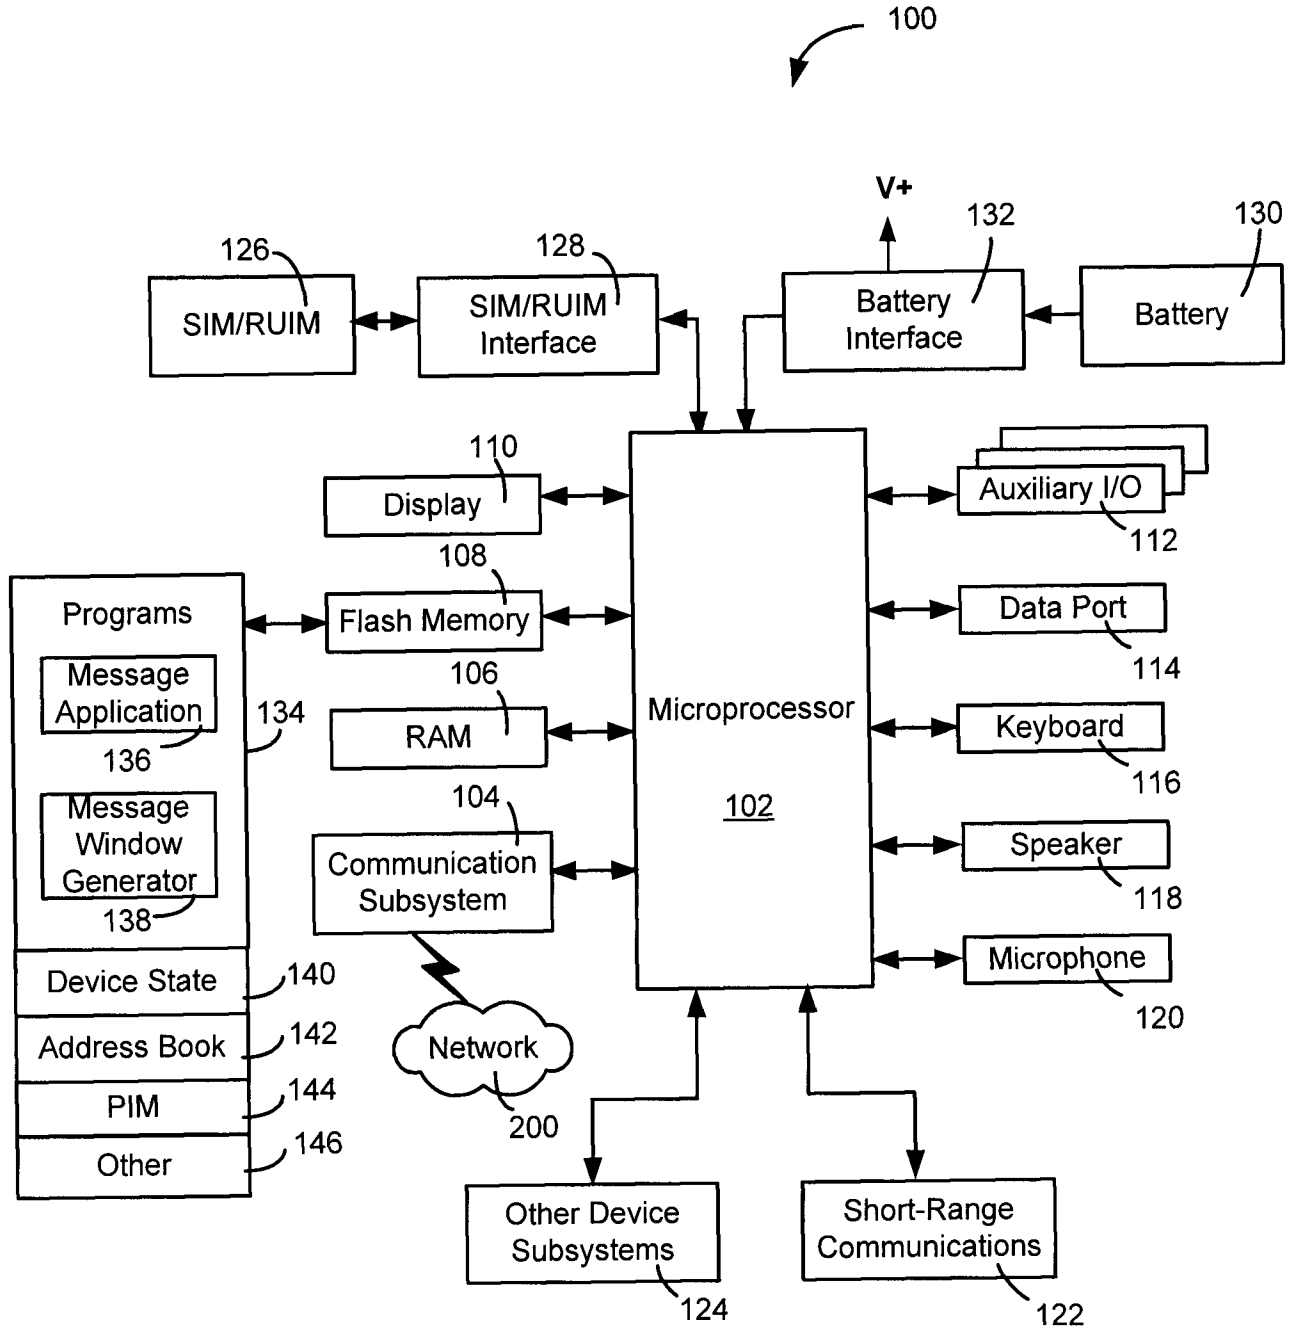 100
V+
132
130
126
128
SIM/RUIM
SIM/RUIM
Interface
Battery
Interface
Battery
110
Display
Auxiliary I/O
112
108
Flash Memory
Data Port
114
Programs
Message
Application
136
134
106
RAM
Microprocessor
102
Keyboard
116
Message
Window
Generator
138
104
Communication
Subsystem
Speaker
118
Microphone
120
Device State
140
Address Book
142
PIM
144
Other
146
Network
200
Other Device
Subsystems
124
Short-Range
Communications
122